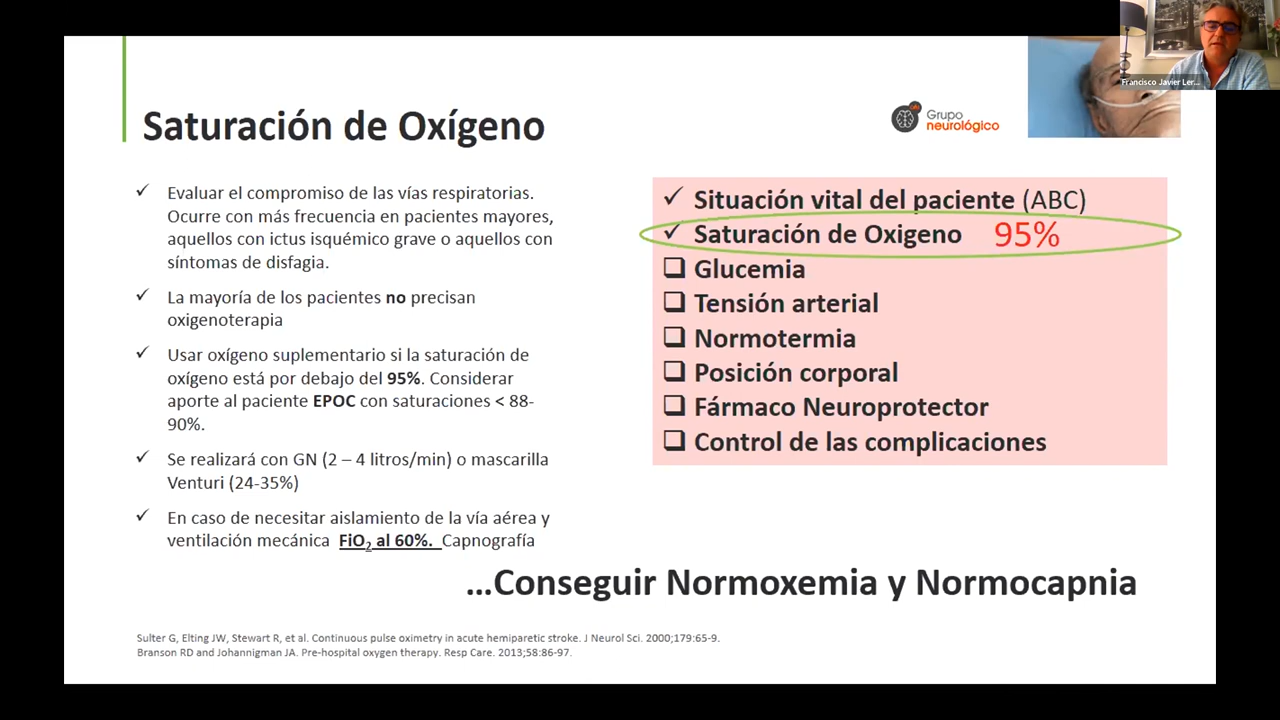 Francisco Javier Ler...
Saturación de Oxígeno
Grupo
neurológico
Evaluar el compromiso de las vías respiratorias.
Ocurre con más frecuencia en pacientes mayores,
aquellos con ictus isquémico grave o aquellos con
síntomas de disfagia.
La mayoría de los pacientes no precisan
oxigenoterapia
Usar oxígeno suplementario si la saturación de
oxígeno está por debajo del 95%. Considerar
aporte al paciente EPOC con saturaciones < 88-
90%.
Se realizará con GN (2 – 4 litros/min) o mascarilla
Venturi (24-35%)
En caso de necesitar aislamiento de la vía aérea y
ventilación mecánica FiO2 al 60%. Capnografía
Situación vital del paciente (ABC)
Saturación de Oxigeno 95%
Glucemia
Tensión arterial
Normotermia
Posición corporal
Fármaco Neuroprotector
Control de las complicaciones
...Conseguir Normoxemia y Normocapnia
Sulter G, Elting JW, Stewart R, et al. Continuous pulse oximetry in acute hemiparetic stroke. J Neurol Sci. 2000;179:65-9.
Branson RD and Johannigman JA. Pre-hospital oxygen therapy. Resp Care. 2013;58:86-97.